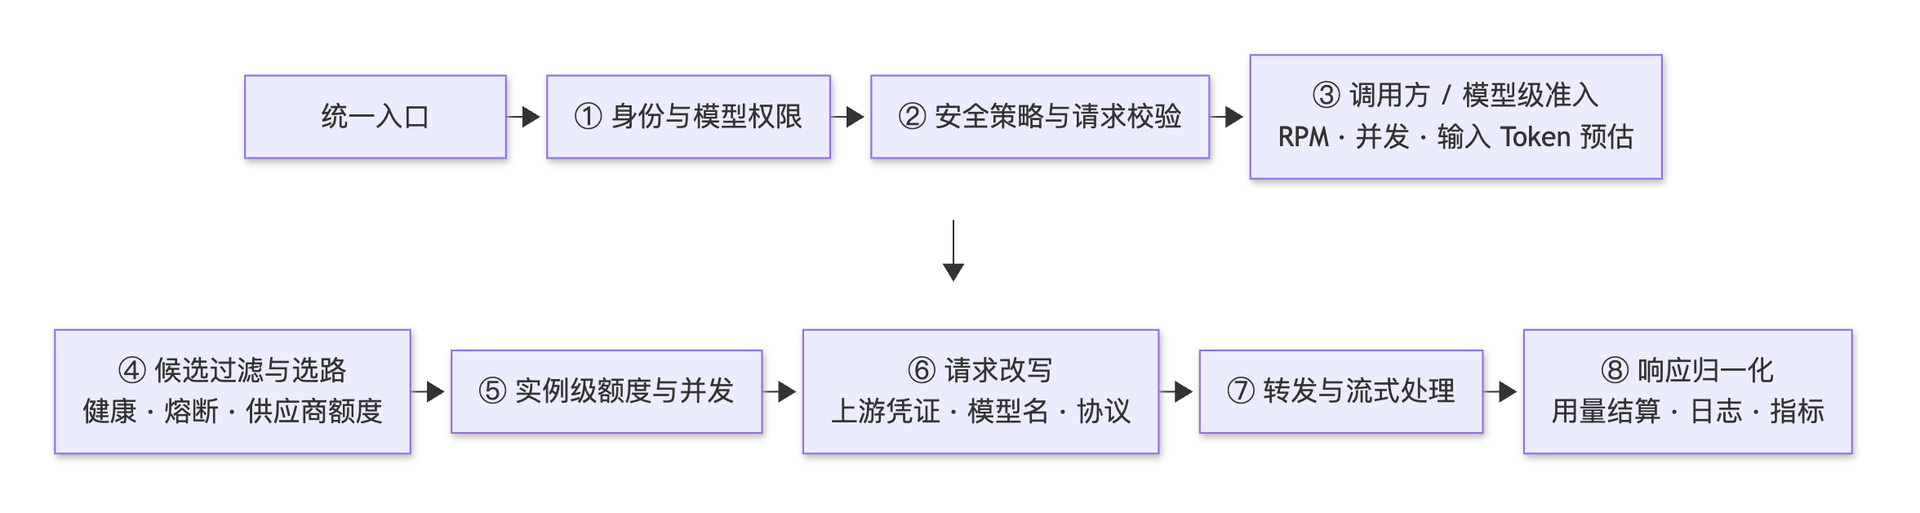 统一入口
① 身份与模型权限
② 安全策略与请求校验
③ 调用方 / 模型级准入
RPM · 并发 · 输入 Token 预估
④ 候选过滤与选路
健康 · 熔断 · 供应商额度
⑤ 实例级额度与并发
⑥ 请求改写
上游凭证 · 模型名 · 协议
⑦ 转发与流式处理
⑧ 响应归一化
用量结算 · 日志 · 指标